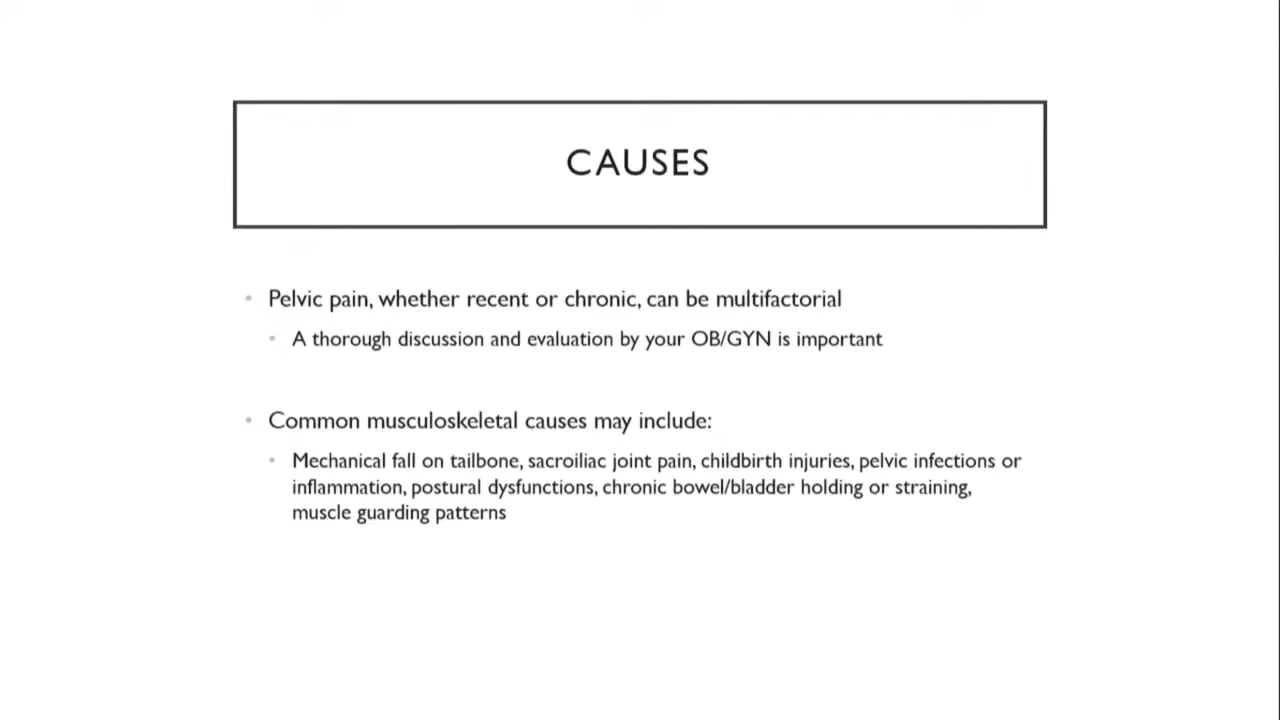 CAUSES
• Pelvic pain, whether recent or chronic, can be multifactorial
• A thorough discussion and evaluation by your OB/GYN is important
• Common musculoskeletal causes may include:
• Mechanical fall on tailbone, sacroiliac joint pain, childbirth injuries, pelvic infections or
inflammation, postural dysfunctions, chronic bowel/bladder holding or straining,
muscle guarding patterns